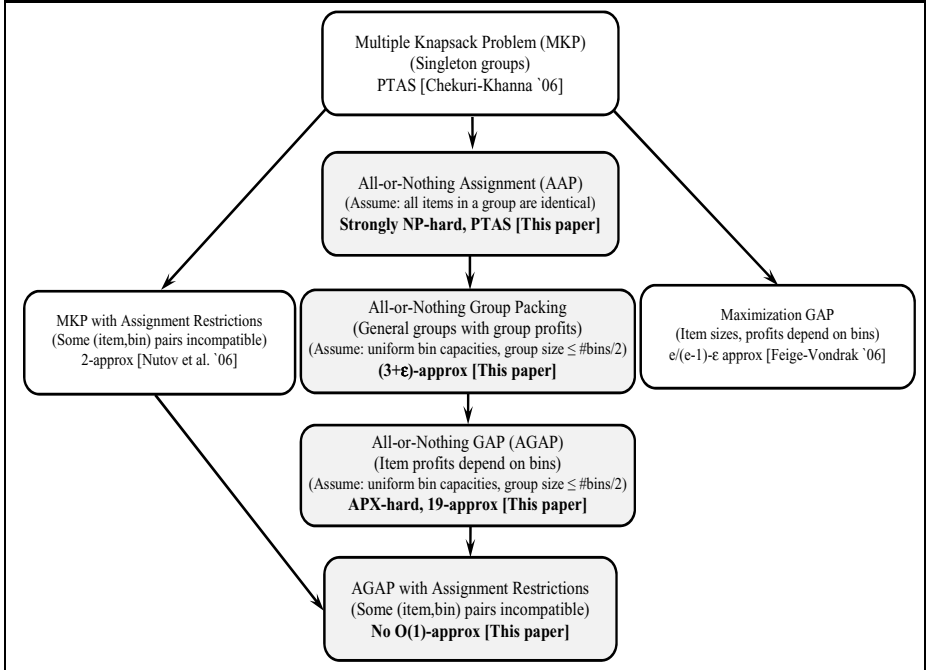 Multiple Knapsack Problem (MKP)
(Singleton groups)
PTAS [Chekuri-Khanna `06]
All-or-Nothing Assignment (AAP)
(Assume: all items in a group are identical)
Strongly NP-hard, PTAS [This paper]
MKP with Assignment Restrictions
(Some (item,bin) pairs incompatible)
2-approx [Nutov et al. `06]
All-or-Nothing Group Packing
(General groups with group profits)
(Assume: uniform bin capacities, group size ≤ #bins/2)
(3+ε)-approx [This paper]
Maximization GAP
(Item sizes, profits depend on bins)
e/(e-1)-ε approx [Feige-Vondrak `06]
All-or-Nothing GAP (AGAP)
(Item profits depend on bins)
(Assume: uniform bin capacities, group size ≤ #bins/2)
APX-hard, 19-approx [This paper]
AGAP with Assignment Restrictions
(Some (item,bin) pairs incompatible)
No O(1)-approx [This paper]